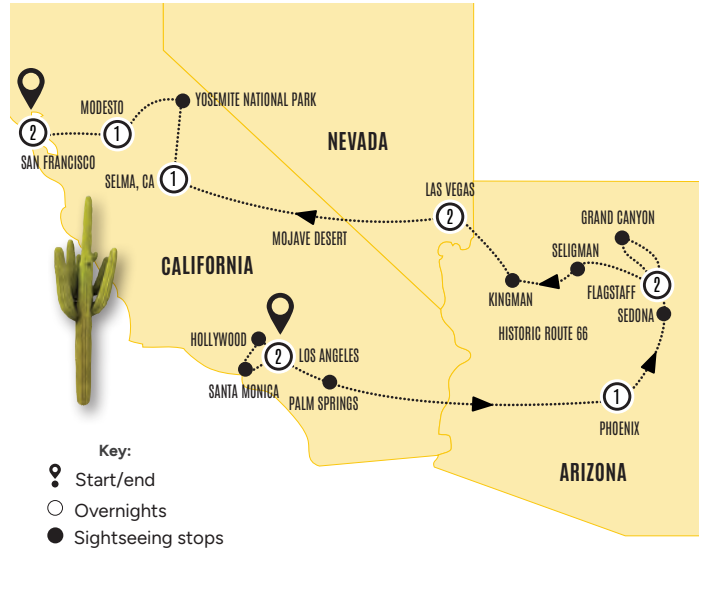 MODESTO
YOSEMITE NATIONAL PARK
2
1
SAN FRANCISCO
NEVADA
SELMA, CA
1
LAS VEGAS
2
MOJAVE DESERT
GRAND CANYON
SELIGMAN
CALIFORNIA
KINGMAN
FLAGSTAFF
2
SEDONA
HISTORIC ROUTE 66
HOLLYWOOD
2
LOS ANGELES
SANTA MONICA
PALM SPRINGS
1
PHOENIX
ARIZONA
Key:
Start/end
Overnights
Sightseeing stops